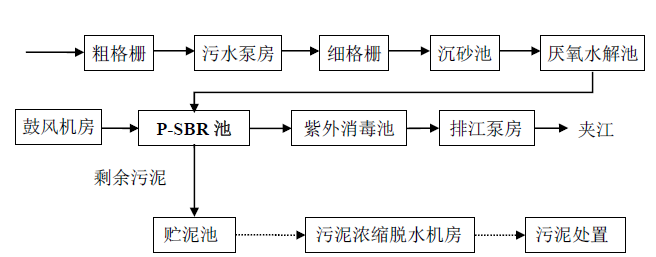 粗格栅 污水泵房 细格栅 沉砂池 厌氧水解池
鼓风机房 P-SBR 池 紫外消毒池 排江泵房 夹江
剩余污泥
贮泥池 污泥浓缩脱水机房 污泥处置